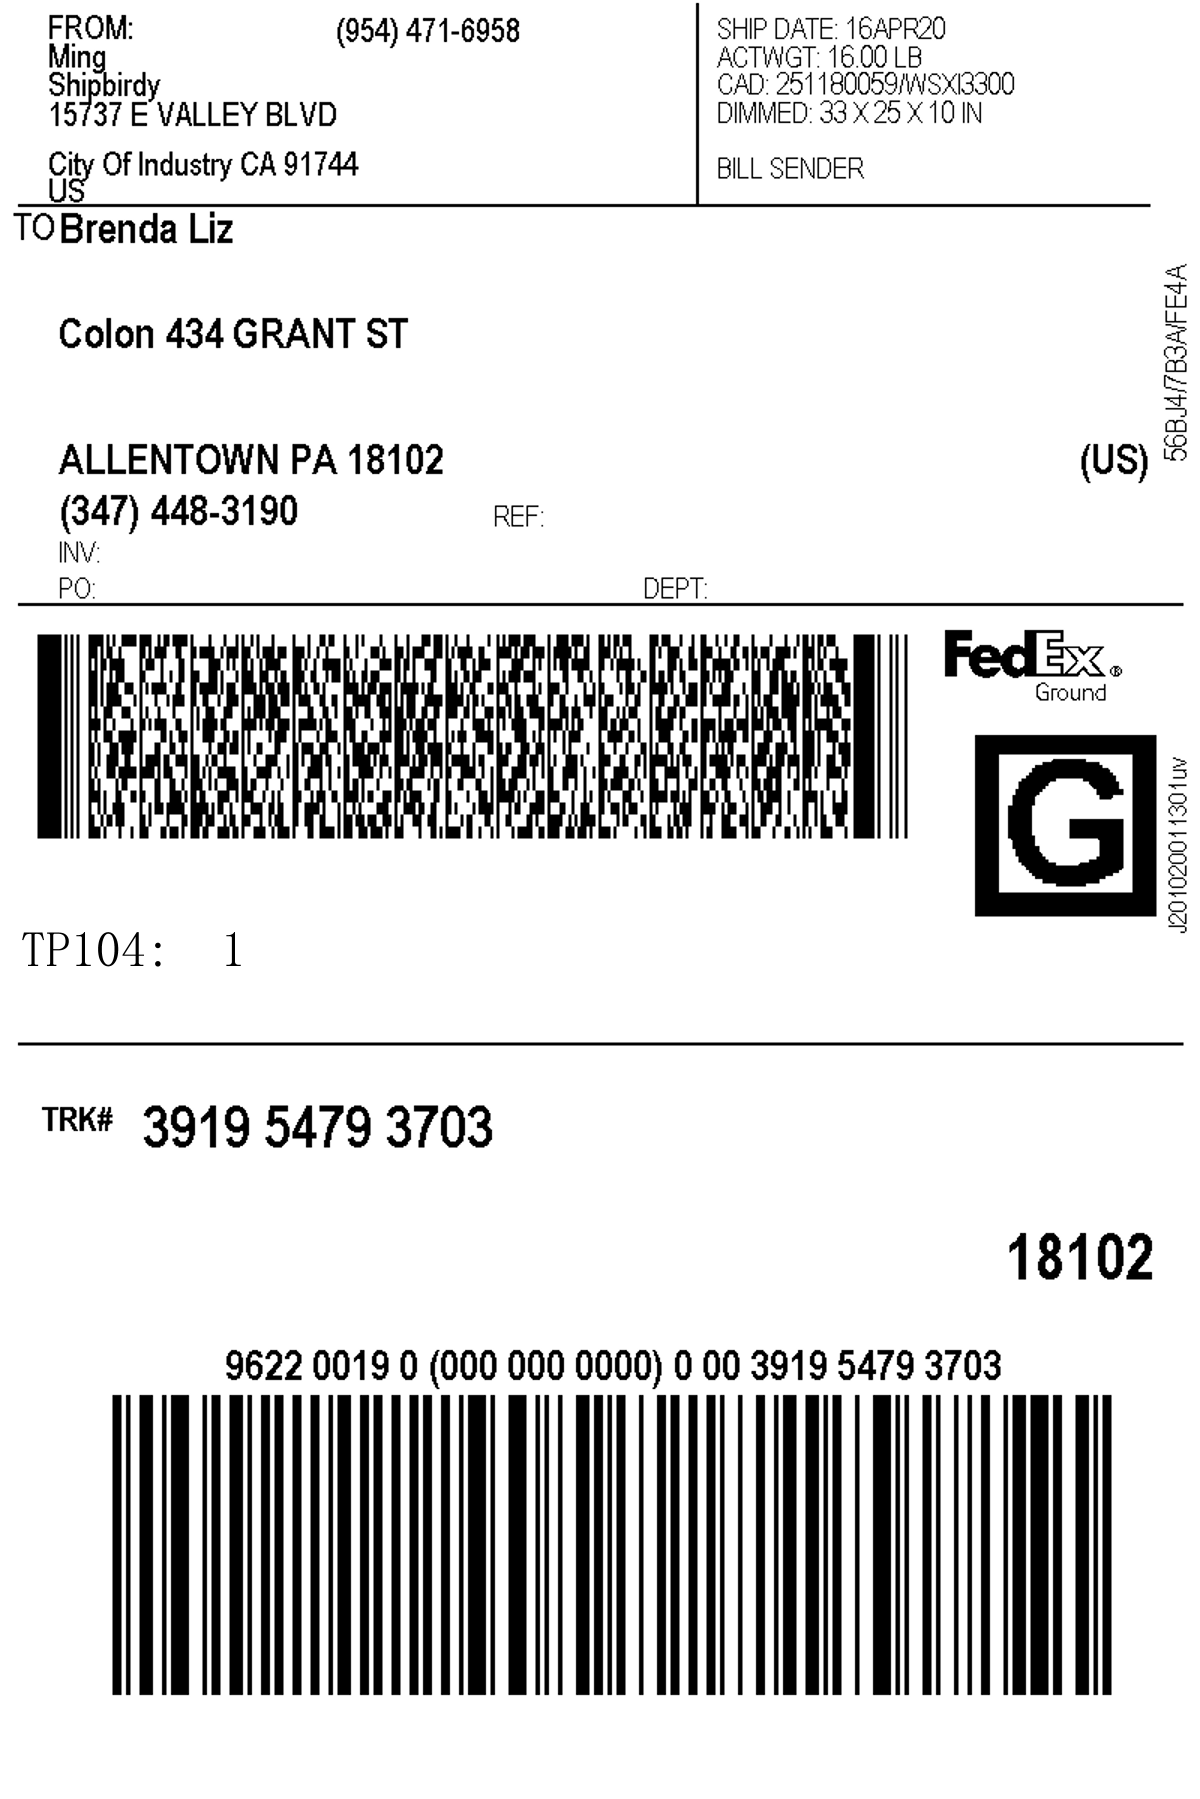 FROM: (954) 471-6958
Ming
Shipbirdy
15737 E VALLEY BLVD
City Of Industry CA 91744
US
SHIP DATE: 16APR20
ACTWGT: 16.00 LB
CAD: 251180059/WSXI3300
DIMMED: 33 X 25 X 10 IN
BILL SENDER
TO Brenda Liz
Colon 434 GRANT ST
ALLENTOWN PA 18102 (US)
(347) 448-3190 REF:
INV:
PO: DEPT:
56BJ4/7B3A/FE4A
FedEx®
Ground
G
J201020011301uv
TP104: 1
TRK# 3919 5479 3703
18102
9622 0019 0 (000 000 0000) 0 00 3919 5479 3703